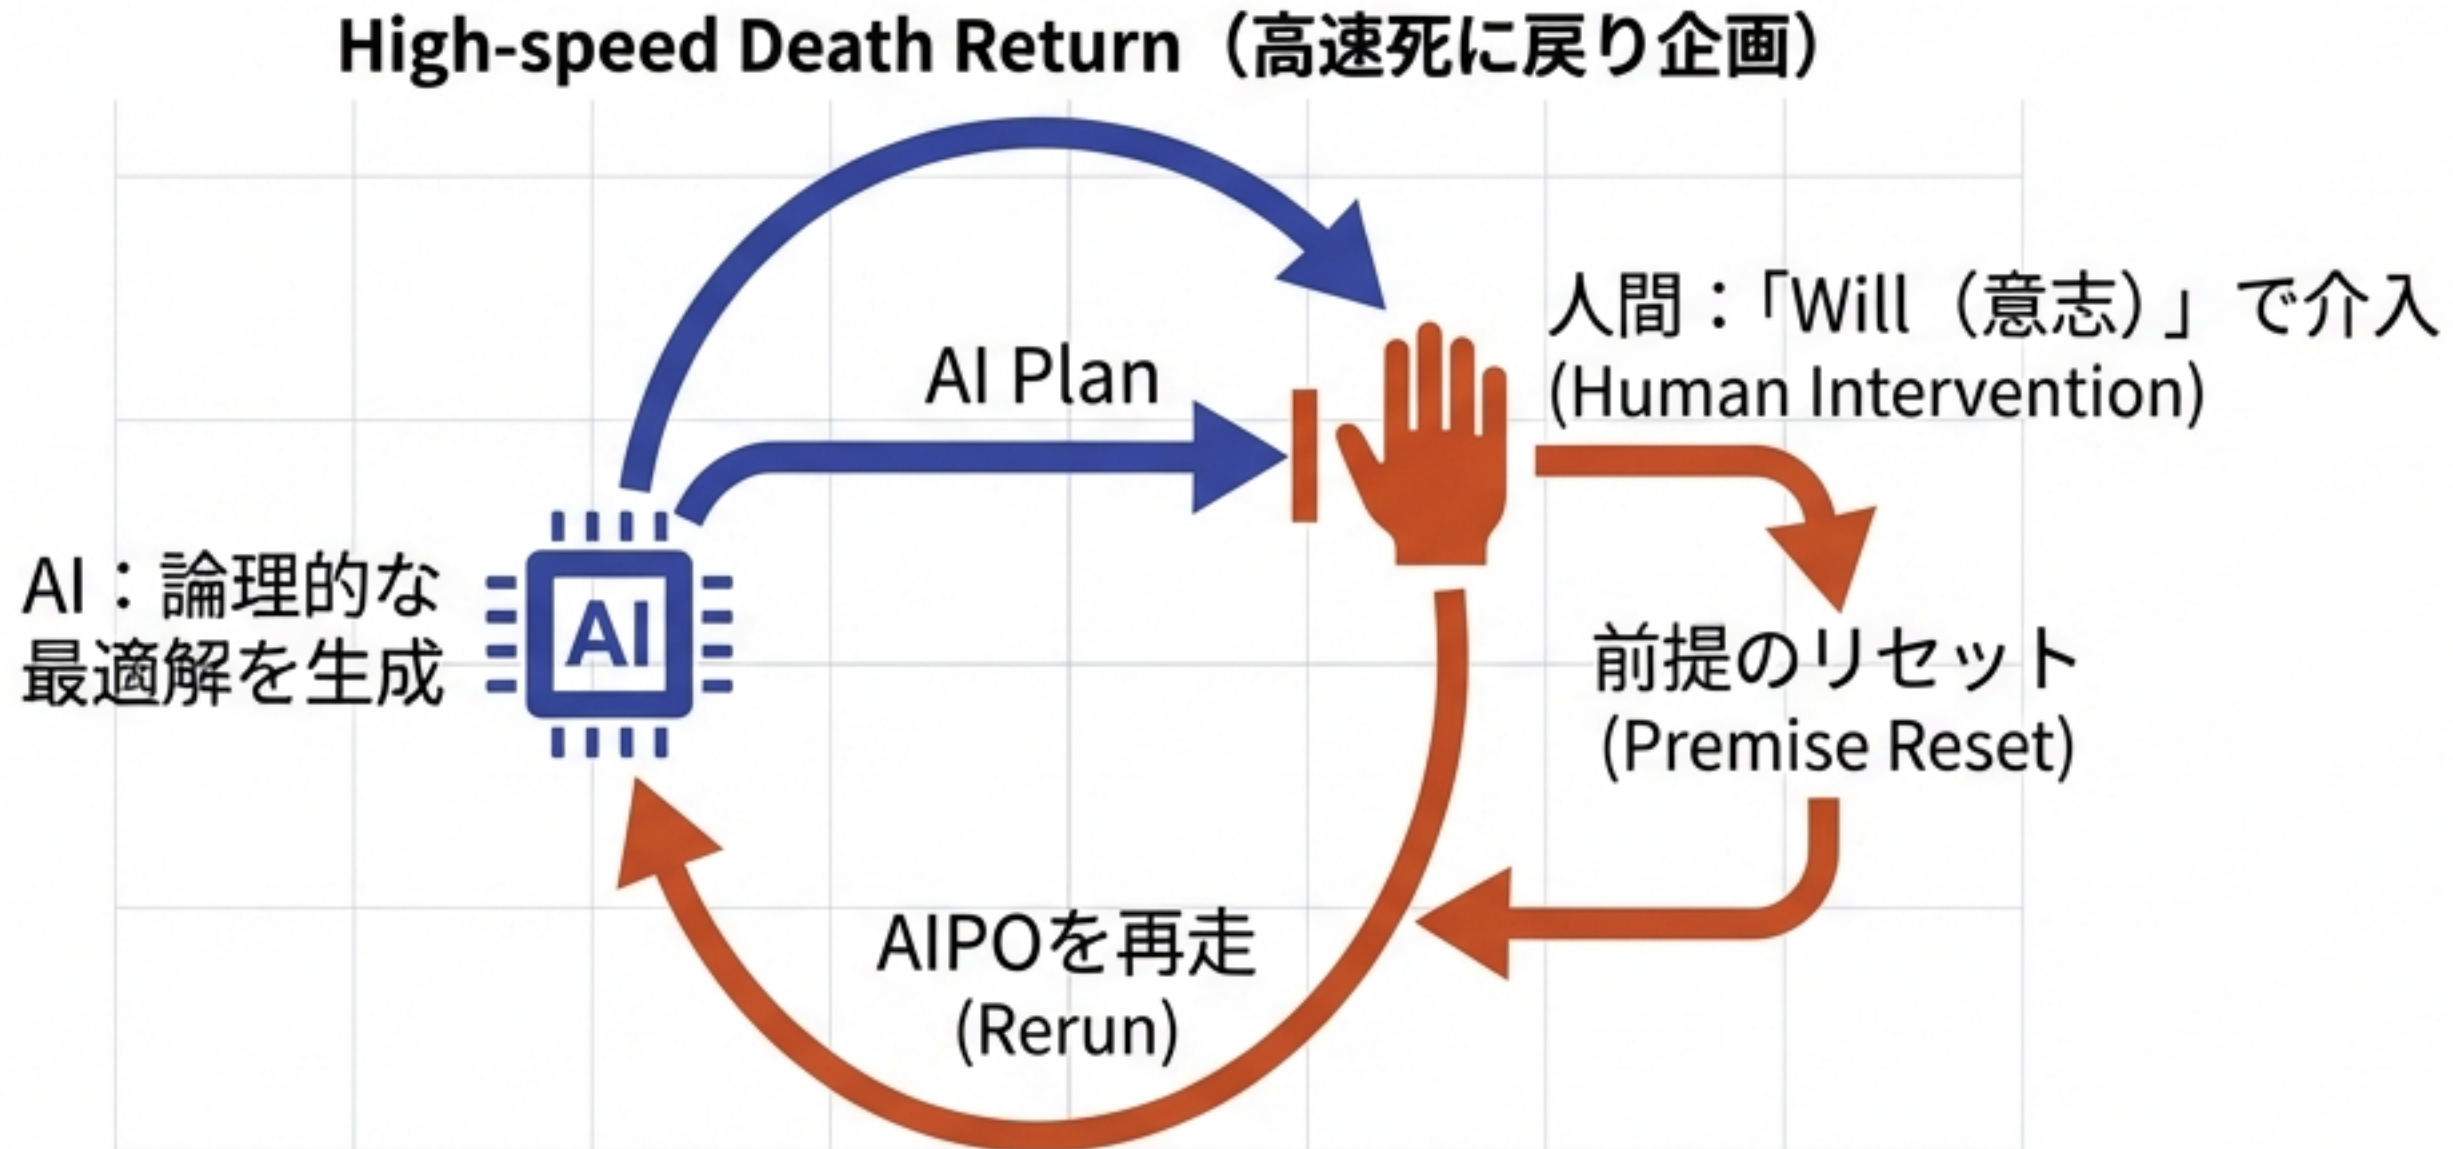 High-speed Death Return（高速死に戻り企画）
AI Plan
人間：「Will（意志）」で介入
(Human Intervention)
AI：論理的な
最適解を生成
AI
前提のリセット
(Premise Reset)
AIPOを再走
(Rerun)